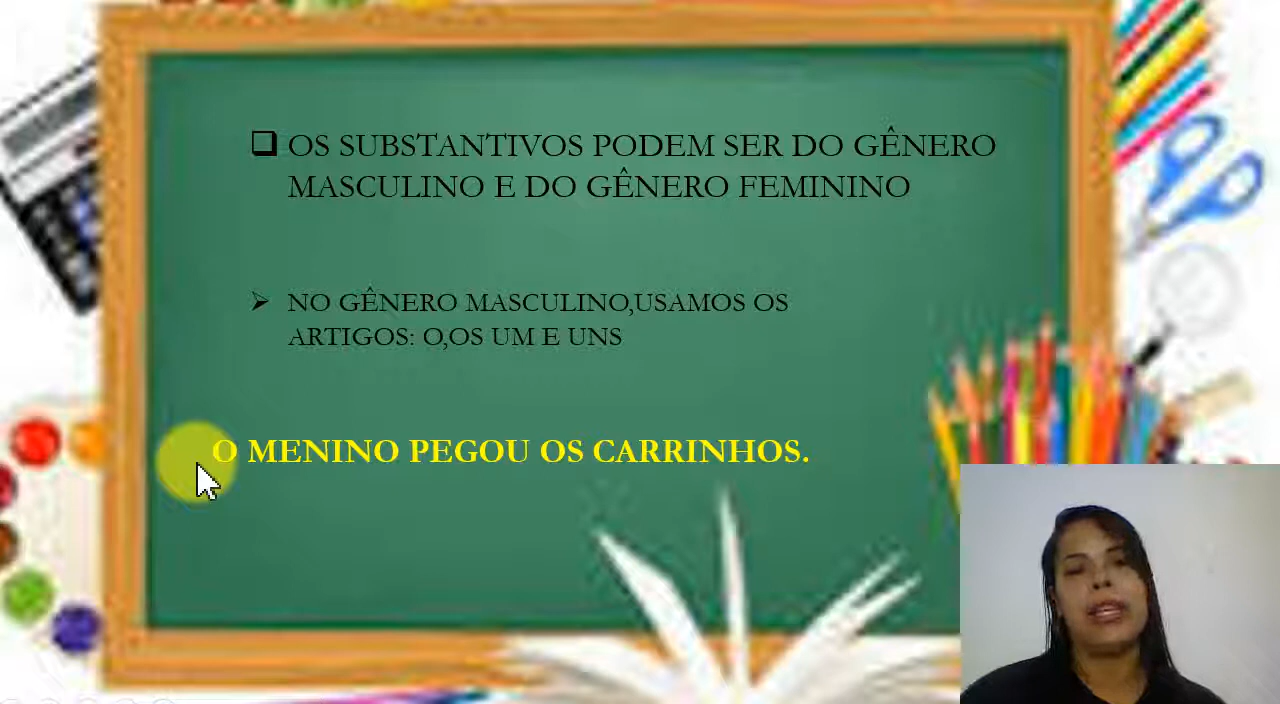 OS SUBSTANTIVOS PODEM SER DO GÊNERO
MASCULINO E DO GÊNERO FEMININO
NO GÊNERO MASCULINO,USAMOS OS
ARTIGOS: O,OS UM E UNS
O MENINO PEGOU OS CARRINHOS.